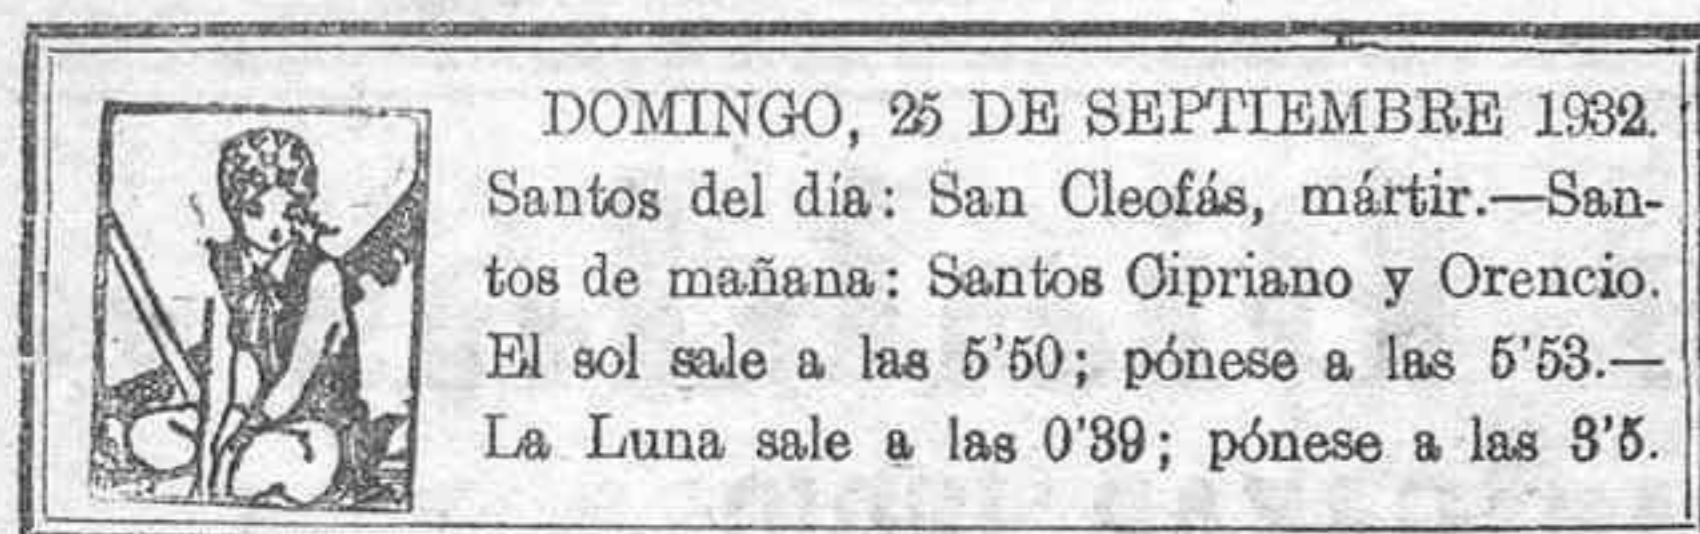 DOMINGO, 25 DE SEPTIEMBRE 1932.
Santos del día: San Cleofás, mártir.—San-
tos de mañana: Santos Cipriano y Orencio.
El sol sale a las 5'50; pónese a las 5'53.—
La Luna sale a las 0'39; pónese a las 3'5.